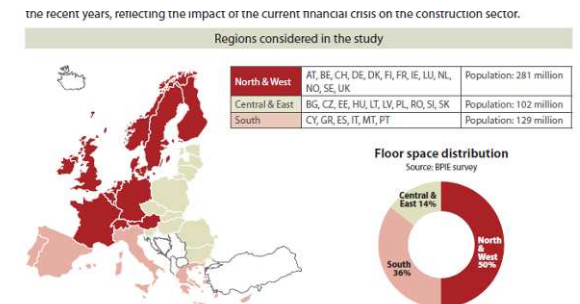 the recent years, reflecting the impact of the current financial crisis on the construction sector.
Regions considered in the study
North & West
AT, BE, CH, DE, DK, FI, FR, IE, LU, NL,
NO, SE, UK
Population: 281 million
Central & East
BG, CZ, EE, HU, LT, LV, PL, RO, SI, SK
Population: 102 million
South
CY, GR, ES, IT, MT, PT
Population: 129 million
Floor space distribution
Source: BPIE survey
Central &
East 14%
North
&
West
50%
South
36%